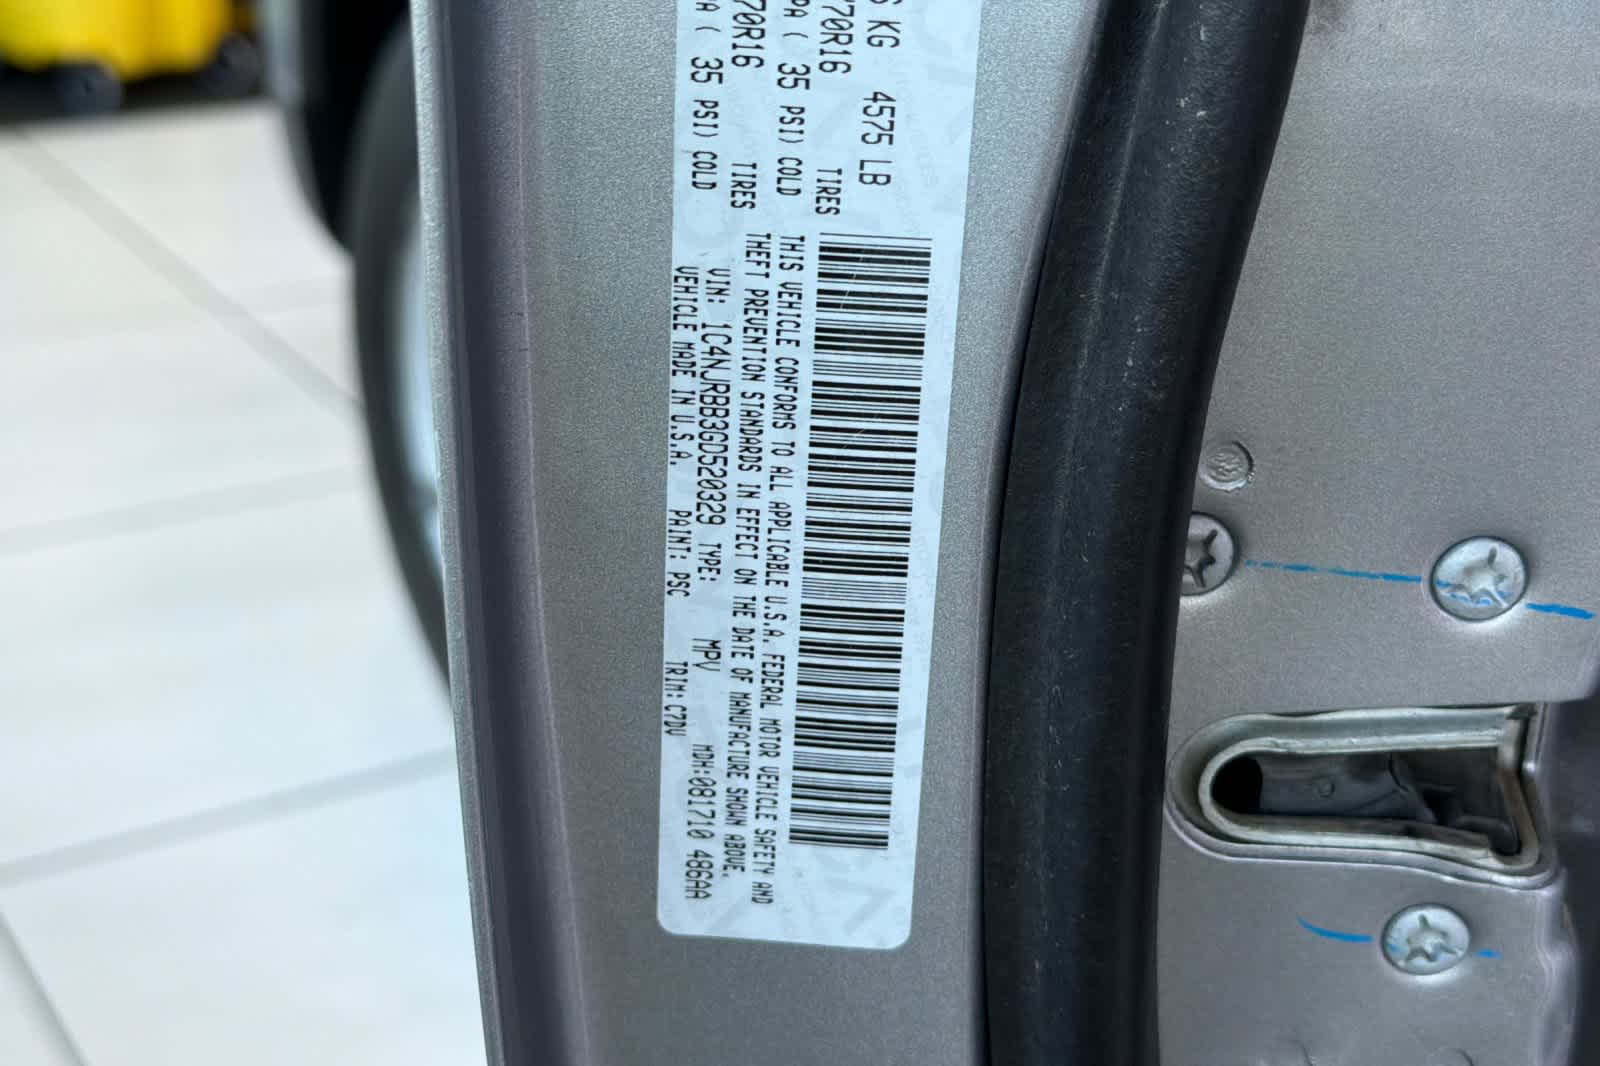 KG 4575 LB
70R16 TIRES
PA ( 35 PSI) COLD
70R16 TIRES
A ( 35 PSI) COLD
THIS VEHICLE CONFORMS TO ALL APPLICABLE U.S.A. FEDERAL MOTOR VEHICLE SAFETY AND
THEFT PREVENTION STANDARDS IN EFFECT ON THE DATE OF MANUFACTURE SHOWN ABOVE.
VIN: 1C4NJRBB3GD520329 TYPE: MPV MDH:081710 486AA
VEHICLE MADE IN U.S.A. PAINT: PSC TRIM: C7DV